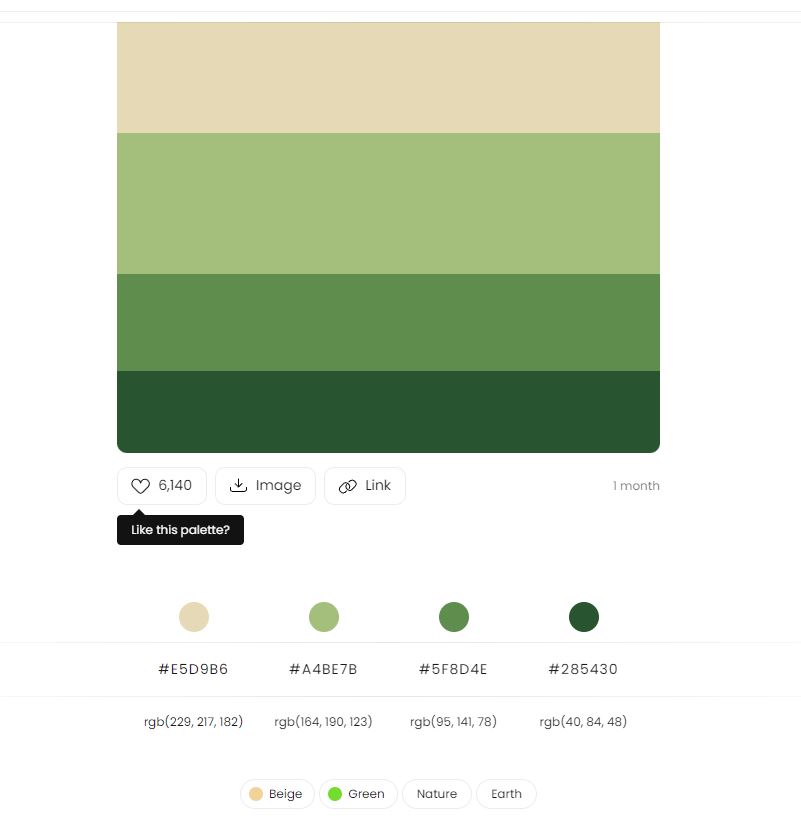 6,140 Image Link 1 month
Like this palette?
#E5D9B6 #A4BE7B #5F8D4E #285430
rgb(229, 217, 182) rgb(164, 190, 123) rgb(95, 141, 78) rgb(40, 84, 48)
Beige Green Nature Earth